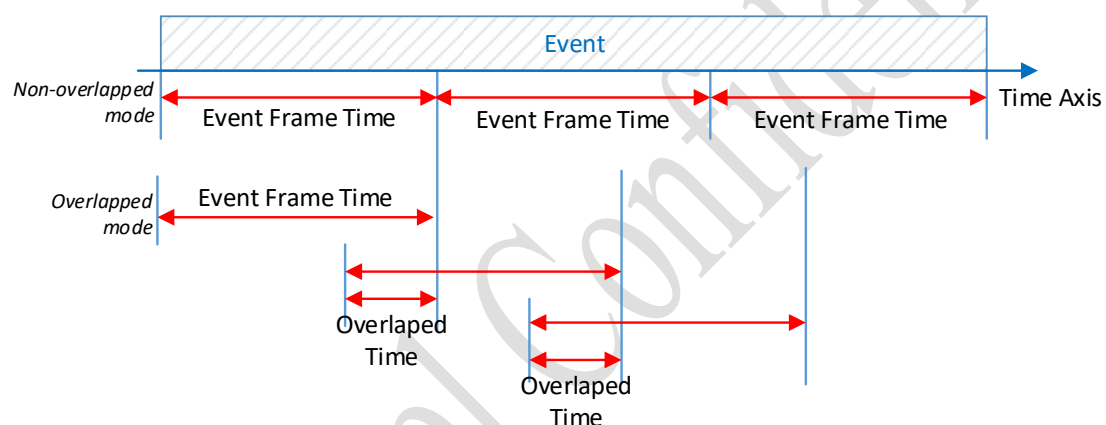 Event
Non-overlapped
mode
Time Axis
Event Frame Time
Event Frame Time
Event Frame Time
Overlapped
mode
Event Frame Time
Overlaped
Time
Overlaped
Time